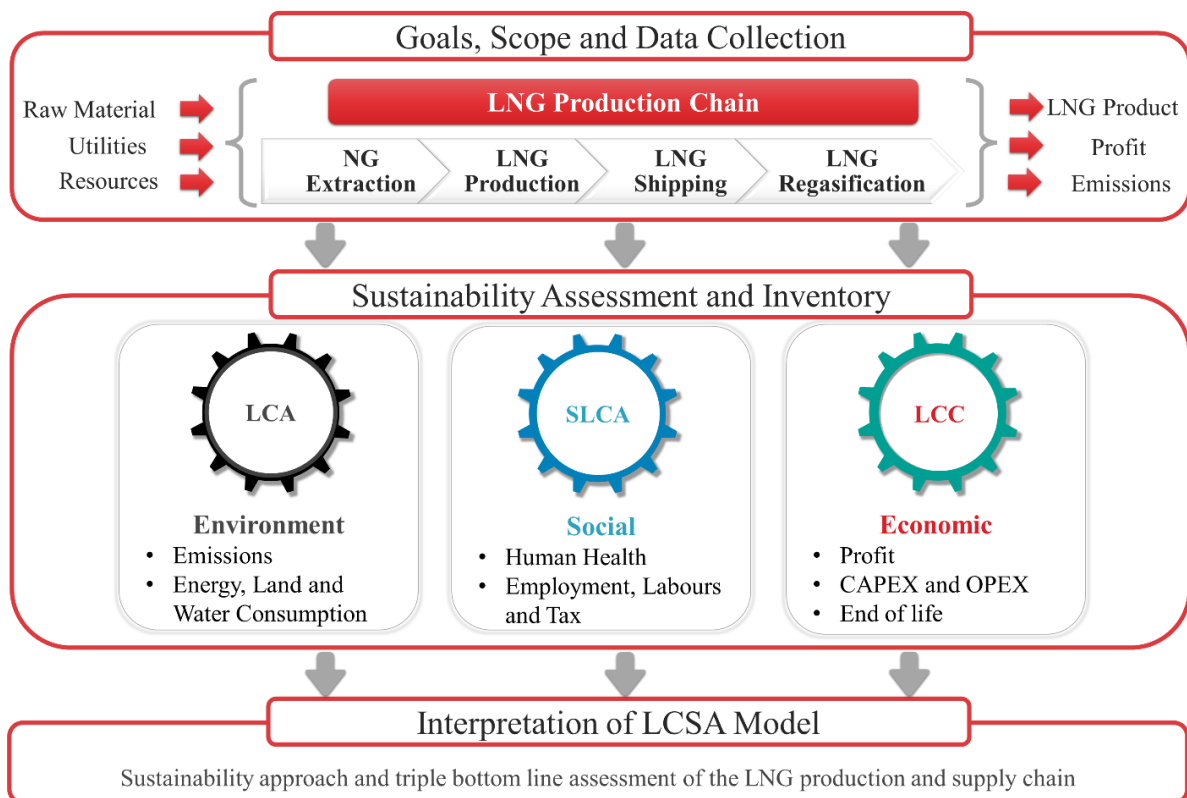 Goals, Scope and Data Collection
Raw Material
Utilities
Resources
LNG Production Chain
NG
Extraction
LNG
Production
LNG
Shipping
LNG
Regasification
LNG Product
Profit
Emissions
Sustainability Assessment and Inventory
LCA
Environment
• Emissions
• Energy, Land and
Water Consumption
SLCA
Social
• Human Health
• Employment, Labours
and Tax
LCC
Economic
• Profit
• CAPEX and OPEX
• End of life
Interpretation of LCSA Model
Sustainability approach and triple bottom line assessment of the LNG production and supply chain